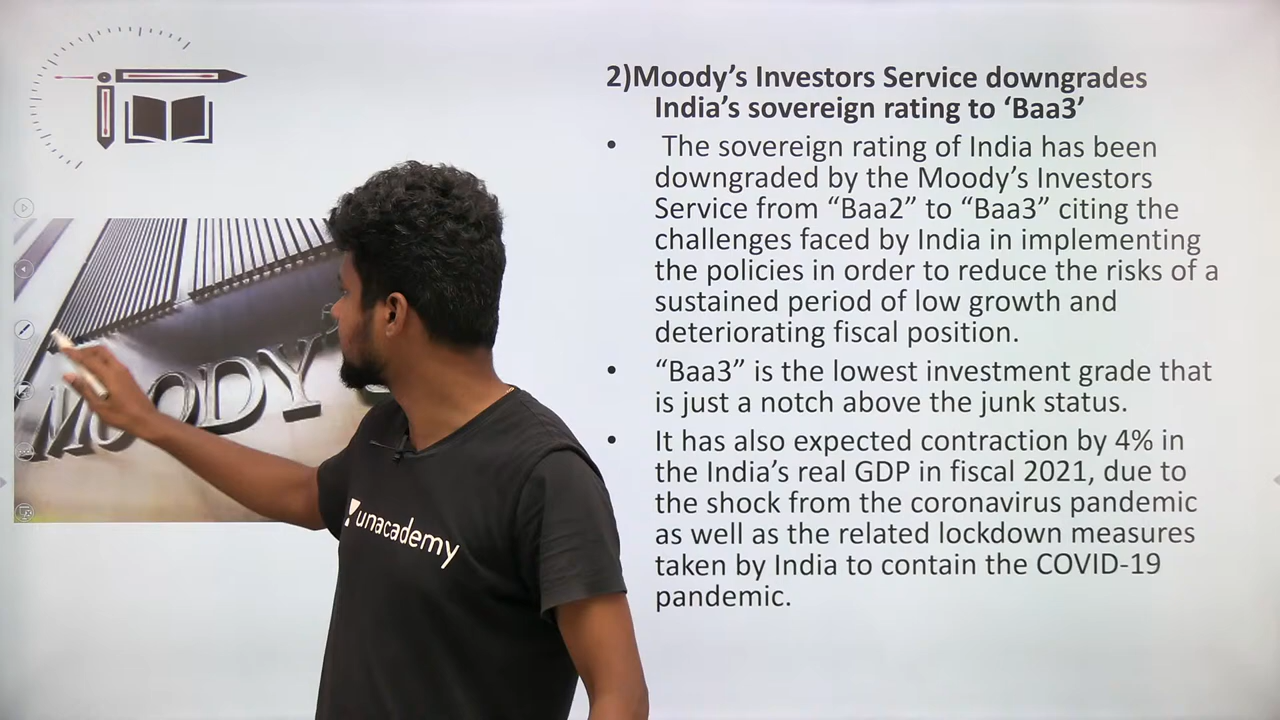 2)Moody’s Investors Service downgrades
India’s sovereign rating to ‘Baa3’
• The sovereign rating of India has been
downgraded by the Moody’s Investors
Service from “Baa2” to “Baa3” citing the
challenges faced by India in implementing
the policies in order to reduce the risks of a
sustained period of low growth and
deteriorating fiscal position.
• “Baa3” is the lowest investment grade that
is just a notch above the junk status.
• It has also expected contraction by 4% in
the India’s real GDP in fiscal 2021, due to
the shock from the coronavirus pandemic
as well as the related lockdown measures
taken by India to contain the COVID-19
pandemic.
MOODY’
unacademy